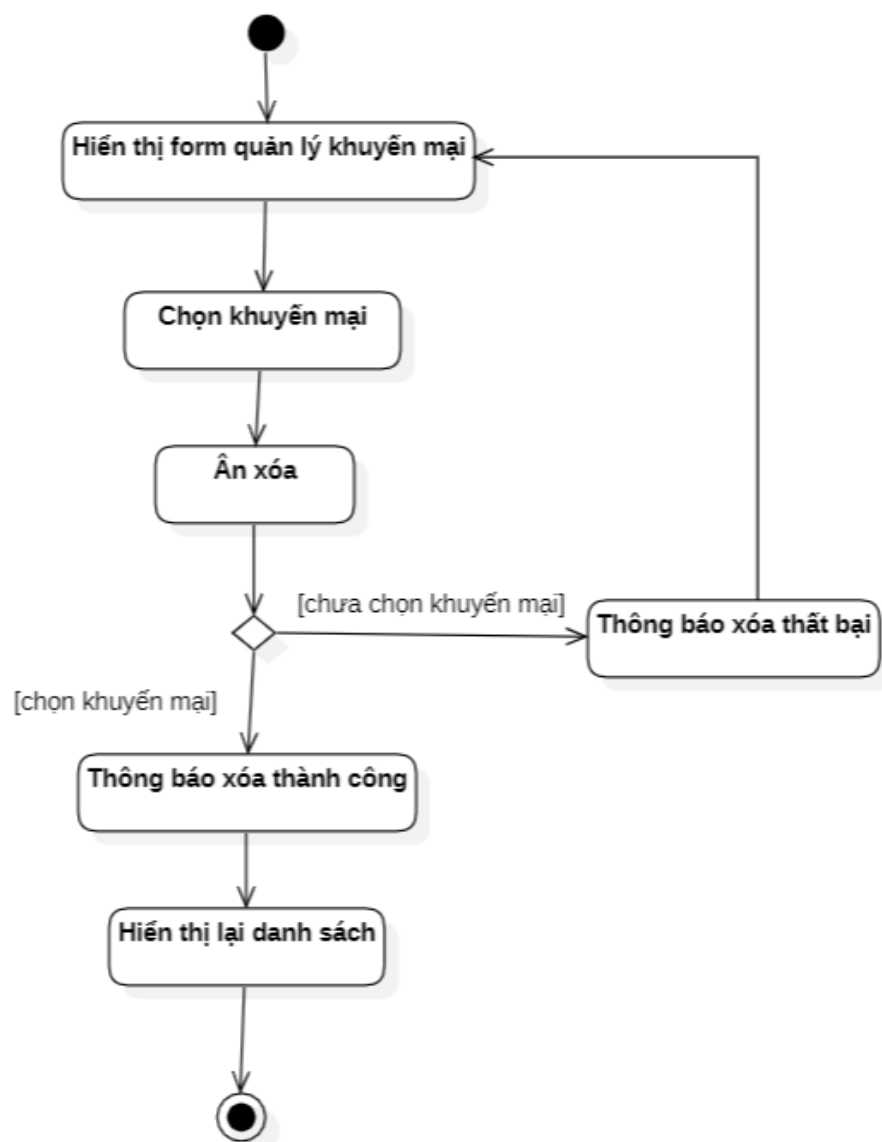 Hiển thị form quản lý khuyến mại
Chọn khuyến mại
Ân xóa
[chưa chọn khuyến mại]
Thông báo xóa thất bại
[chọn khuyến mại]
Thông báo xóa thành công
Hiển thị lại danh sách